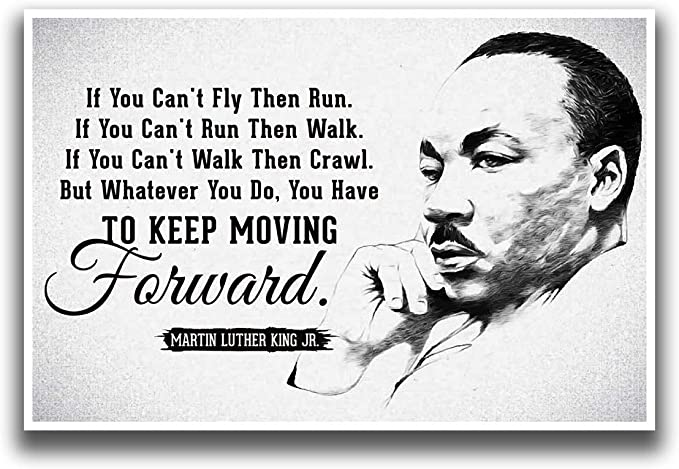 If You Can't Fly Then Run.
If You Can't Run Then Walk.
If You Can't Walk Then Crawl.
But Whatever You Do, You Have
TO KEEP MOVING
Forward.
MARTIN LUTHER KING JR.